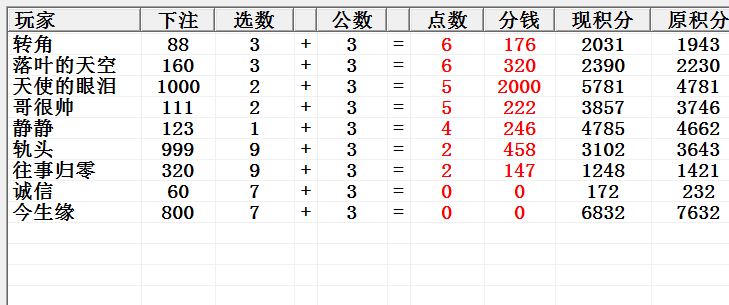 玩家 下注 选数 公数 点数 分钱 现积分 原积分
转角 88 3 + 3 = 6 176 2031 1943
落叶的天空 160 3 + 3 = 6 320 2390 2230
天使的眼泪 1000 2 + 3 = 5 2000 5781 4781
哥很帅 111 2 + 3 = 5 222 3857 3746
静静 123 1 + 3 = 4 246 4785 4662
轨头 999 9 + 3 = 2 458 3102 3643
往事归零 320 9 + 3 = 2 147 1248 1421
诚信 60 7 + 3 = 0 0 172 232
今生缘 800 7 + 3 = 0 0 6832 7632